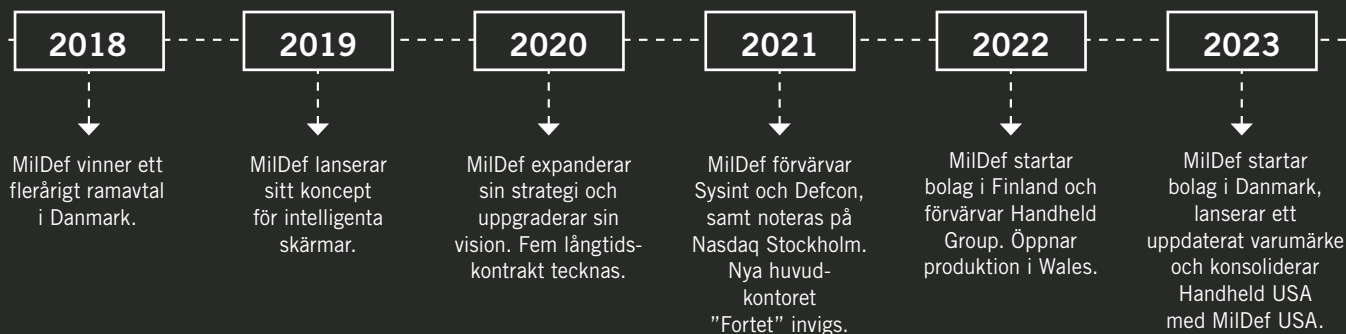 2018
MilDef vinner ett
flerårigt ramavtal
i Danmark.
2019
MilDef lanserar
sitt koncept
för intelligenta
skärmar.
2020
MilDef expanderar
sin strategi och
uppgraderar sin
vision. Fem långtids-
kontrakt tecknas.
2021
MilDef förvärvar
Sysint och Defcon,
samt noteras på
Nasdaq Stockholm.
Nya huvud-
kontoret
”Fortet” invigs.
2022
MilDef startar
bolag i Finland och
förvärvar Handheld
Group. Öppnar
produktion i Wales.
2023
MilDef startar
bolag i Danmark,
lanserar ett
uppdaterat varumärke
och konsoliderar
Handheld USA
med MilDef USA.